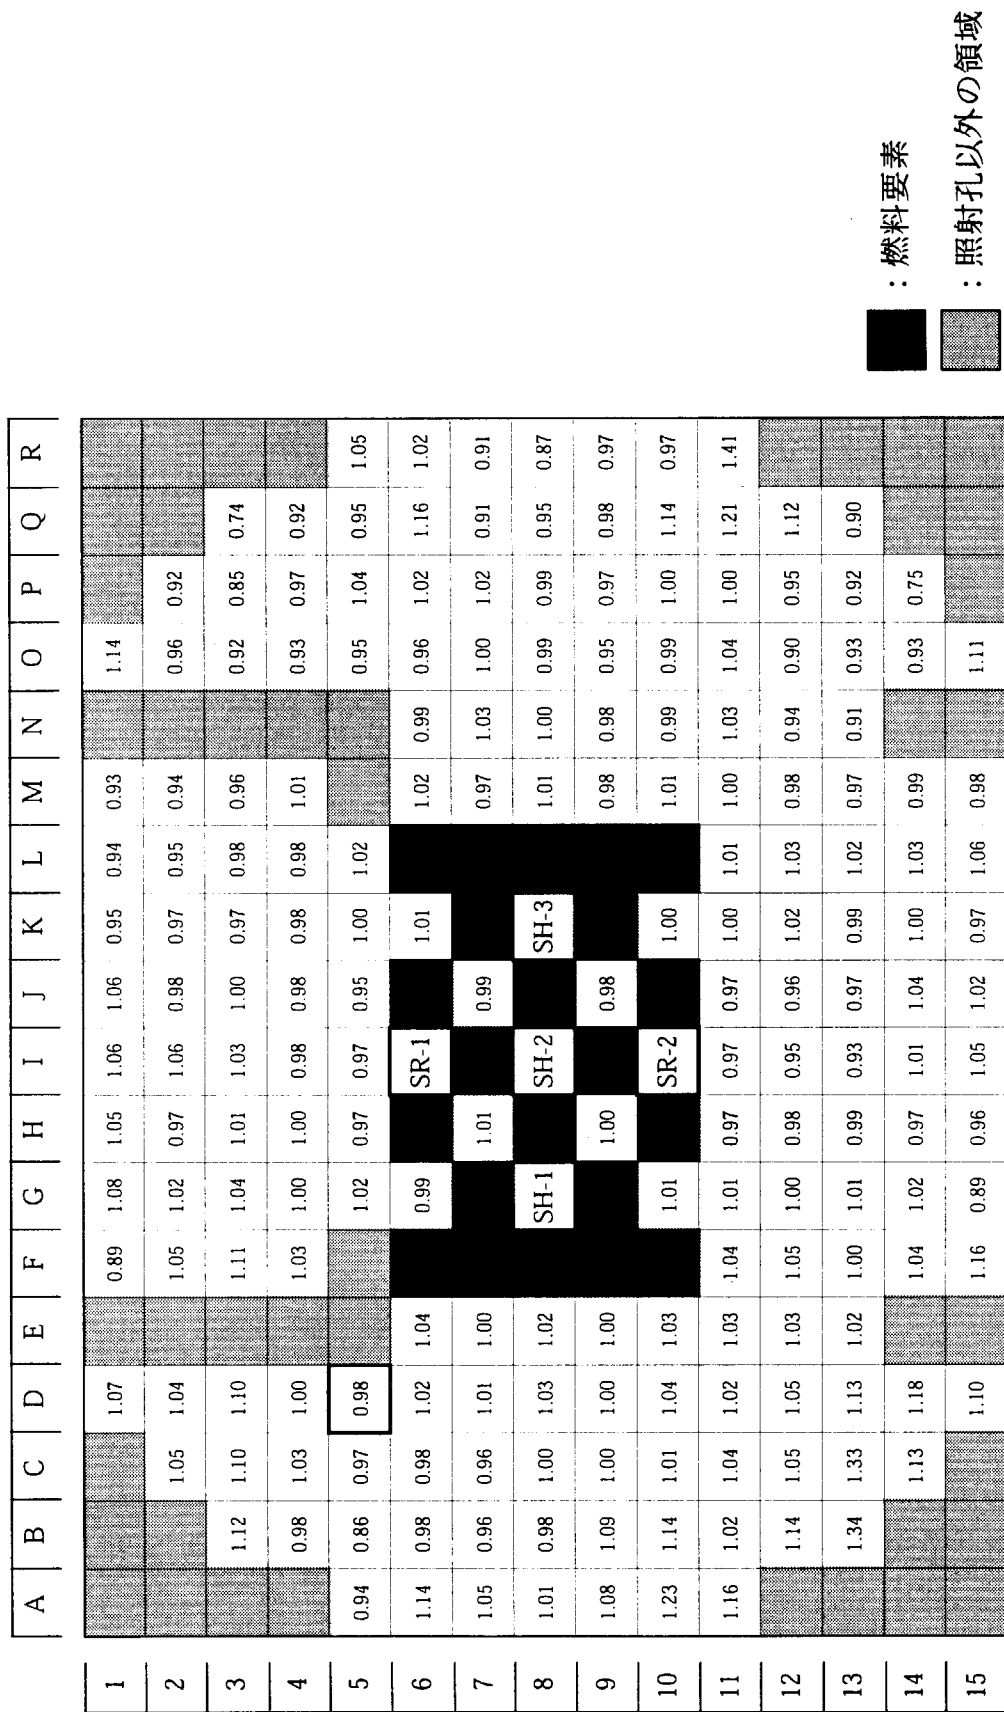 A B C D E F G H I J K L M N O P Q R
1 1.07 0.89 1.08 1.05 1.06 1.06 0.95 0.94 0.93 1.14
2 1.05 1.04 1.05 1.02 0.97 1.06 0.98 0.97 0.95 0.94 0.96 0.92
3 1.12 1.10 1.10 1.11 1.04 1.01 1.03 1.00 0.97 0.98 0.96 0.92 0.85 0.74
4 0.98 1.03 1.00 1.03 1.00 1.00 0.98 0.98 0.98 0.98 1.01 0.93 0.97 0.92
5 0.94 0.86 0.97 0.98 1.02 0.97 0.97 0.95 1.00 1.02 0.95 1.04 0.95 1.05
6 1.14 0.98 0.98 1.02 1.04 0.99 SR-1 1.01 1.02 0.99 0.96 1.02 1.16 1.02
7 1.05 0.96 0.96 1.01 1.00 1.01 0.99 0.97 1.03 1.00 1.02 0.91 0.91
8 1.01 0.98 1.00 1.03 1.02 SH-1 SH-2 SH-3 1.01 1.00 0.99 0.99 0.95 0.87
9 1.08 1.09 1.00 1.00 1.00 1.00 0.98 0.98 0.98 0.95 0.97 0.98 0.97
10 1.23 1.14 1.01 1.04 1.03 1.01 SR-2 1.00 1.01 0.99 0.99 1.00 1.14 0.97
11 1.16 1.02 1.04 1.02 1.03 1.04 1.01 0.97 0.97 0.97 1.00 1.01 1.00 1.03 1.04 1.00 1.21 1.41
12 1.14 1.05 1.05 1.03 1.05 1.00 0.98 0.95 0.96 1.02 1.03 0.98 0.94 0.90 0.95 1.12
13 1.34 1.33 1.13 1.02 1.00 1.01 0.99 0.93 0.97 0.99 1.02 0.97 0.91 0.93 0.92 0.90
14 1.13 1.18 1.04 1.02 0.97 1.01 1.04 1.00 1.03 0.99 0.93 0.75
15 1.10 1.16 0.89 0.96 1.05 1.02 0.97 1.06 0.98 1.11
：燃料要素
：照射孔以外の領域